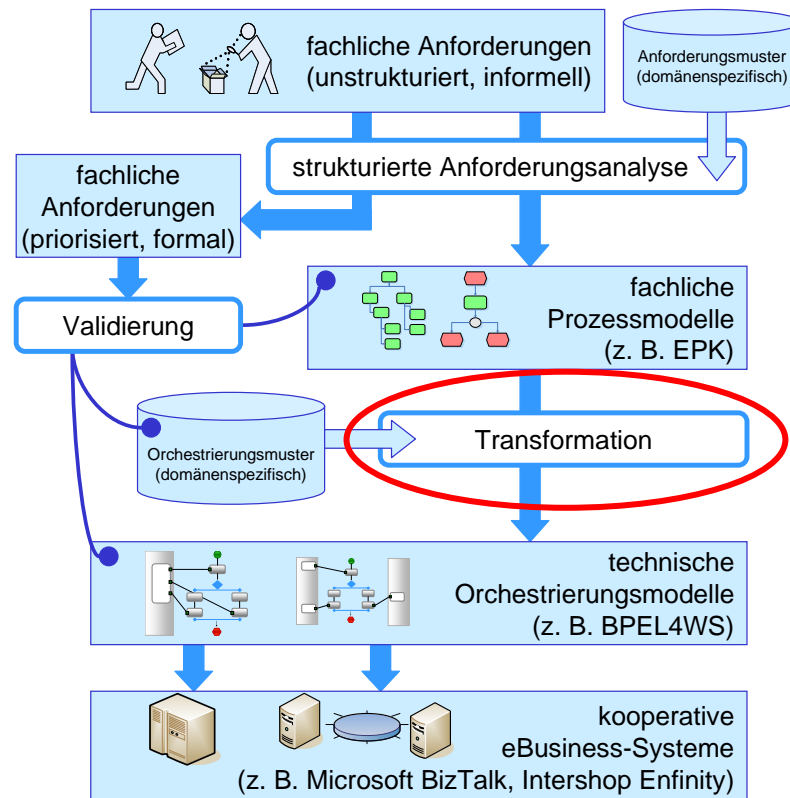 fachliche Anforderungen
(unstrukturiert, informell)
Anforderungsmuster
(domänenspezifisch)
strukturierte Anforderungsanalyse
fachliche
Anforderungen
(priorisiert, formal)
Validierung
fachliche
Prozessmodelle
(z. B. EPK)
Orchestrierungsmuster
(domänenspezifisch)
Transformation
technische
Orchestrierungsmodelle
(z. B. BPEL4WS)
kooperative
eBusiness-Systeme
(z. B. Microsoft BizTalk, Intershop Enfinity)